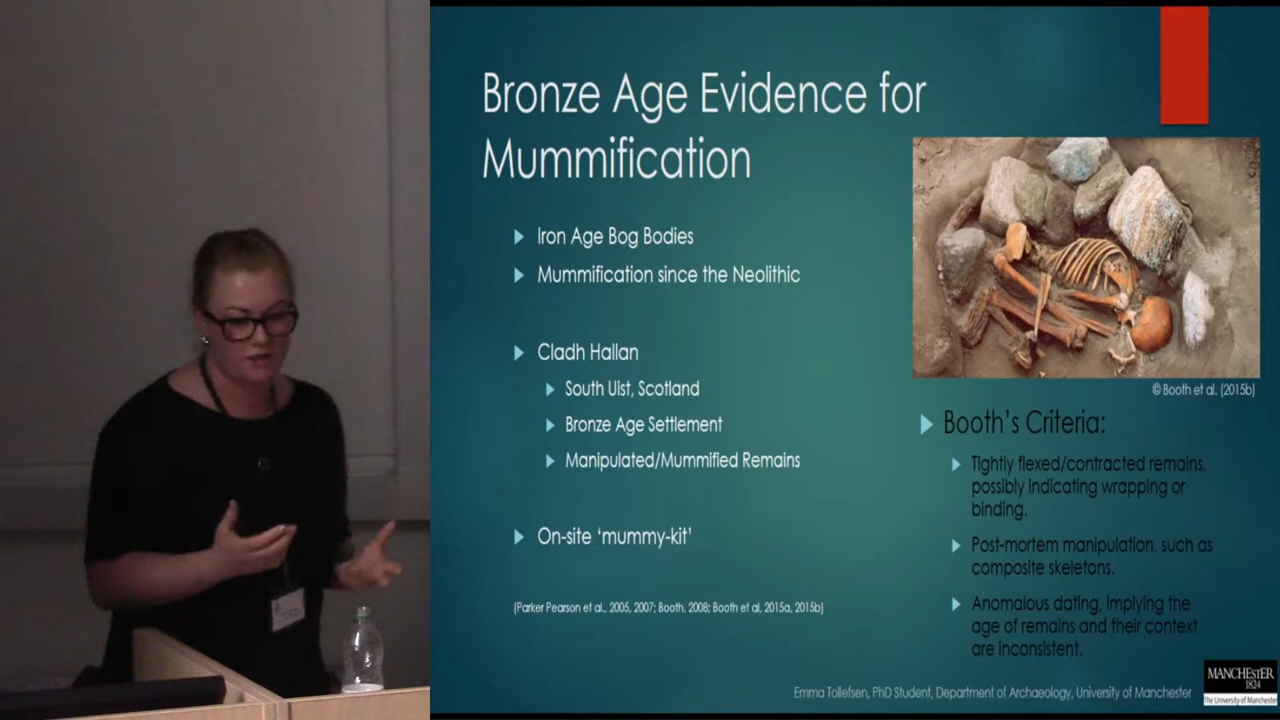 Bronze Age Evidence for
Mummification
Iron Age Bog Bodies
Mummification since the Neolithic
Cladh Hallan
South Uist, Scotland
Bronze Age Settlement
Manipulated/Mummified Remains
On-site ‘mummy-kit’
(Parker Pearson et al., 2005, 2007; Booth, 2008; Booth et al, 2015a, 2015b)
© Booth et al. (2015b)
Booth’s Criteria:
Tightly flexed/contracted remains,
possibly indicating wrapping or
binding.
Post-mortem manipulation, such as
composite skeletons.
Anomalous dating, implying the
age of remains and their context
are inconsistent.
Emma Tollefsen, PhD Student, Department of Archaeology, University of Manchester
MANCHESTER
1824
The University of Manchester